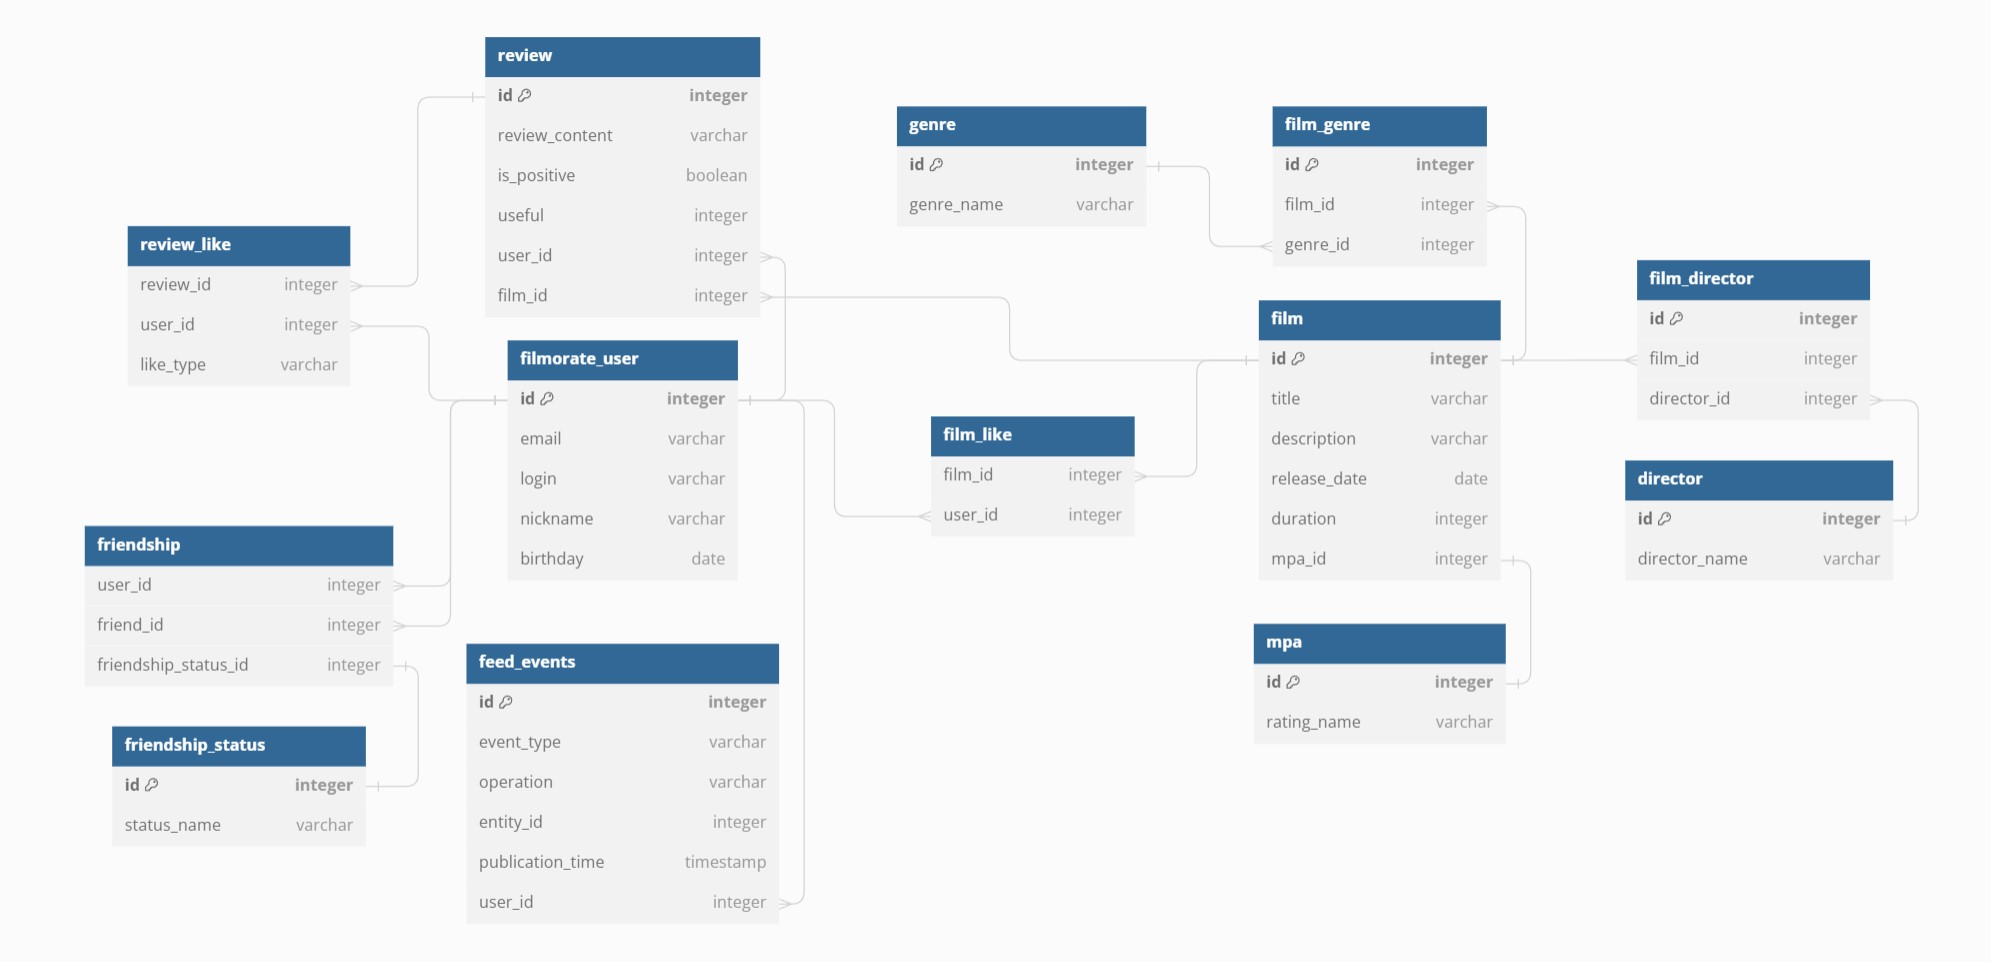 review
id integer
review_content varchar
is_positive boolean
useful integer
user_id integer
film_id integer
genre
id integer
genre_name varchar
film_genre
id integer
film_id integer
genre_id integer
review_like
review_id integer
user_id integer
like_type varchar
film_director
id integer
film_id integer
director_id integer
film
id integer
title varchar
description varchar
release_date date
duration integer
mpa_id integer
filmorate_user
id integer
email varchar
login varchar
nickname varchar
birthday date
film_like
film_id integer
user_id integer
director
id integer
director_name varchar
friendship
user_id integer
friend_id integer
friendship_status_id integer
mpa
id integer
rating_name varchar
feed_events
id integer
event_type varchar
operation varchar
entity_id integer
publication_time timestamp
user_id integer
friendship_status
id integer
status_name varchar